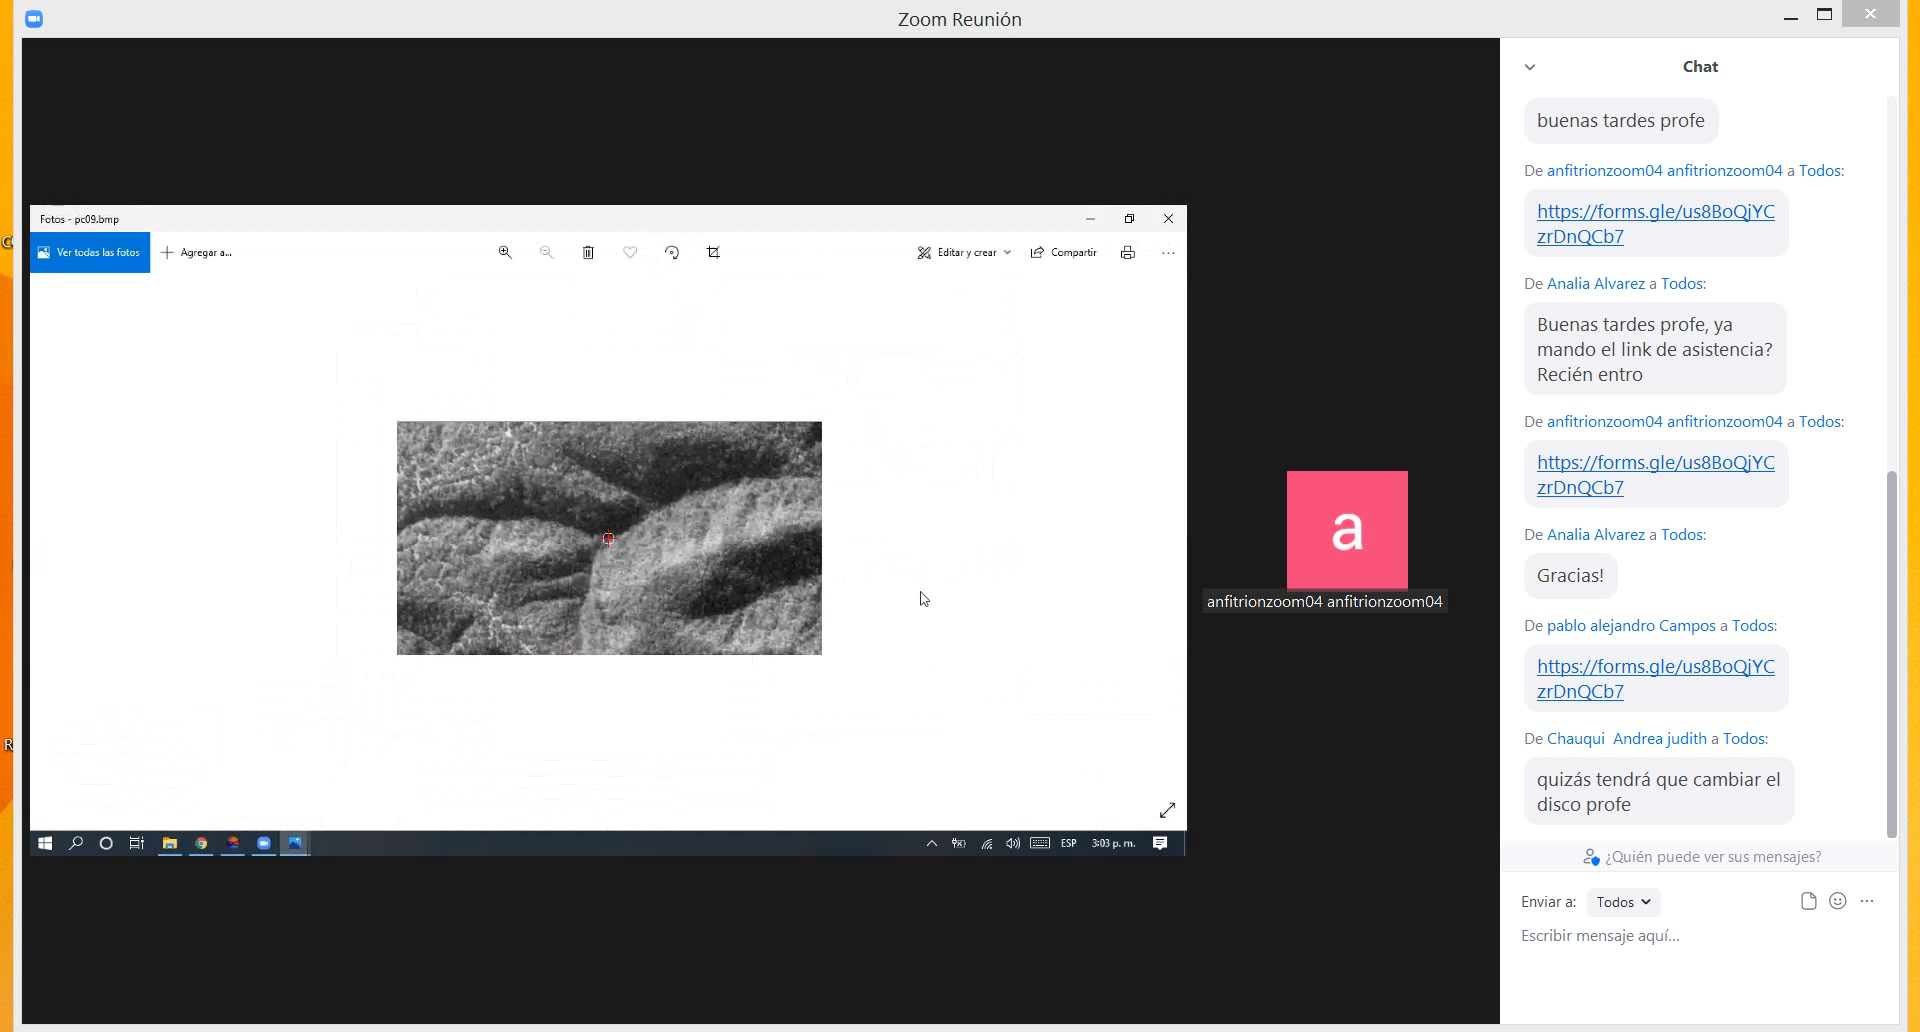 Zoom Reunión
Fotos - pc09.bmp
Ver todas las fotos
Agregar a...
Editar y crear
Compartir
ESP
3:03 p. m.
a
anfitrionzoom04 anfitrionzoom04
Chat
buenas tardes profe
De anfitrionzoom04 anfitrionzoom04 a Todos:
https://forms.gle/us8BoQjYC
zrDnQCb7
De Analia Alvarez a Todos:
Buenas tardes profe, ya
mando el link de asistencia?
Recién entro
De anfitrionzoom04 anfitrionzoom04 a Todos:
https://forms.gle/us8BoQjYC
zrDnQCb7
De Analia Alvarez a Todos:
Gracias!
De pablo alejandro Campos a Todos:
https://forms.gle/us8BoQjYC
zrDnQCb7
De Chauqui Andrea judith a Todos:
quizás tendrá que cambiar el
disco profe
¿Quién puede ver sus mensajes?
Enviar a: Todos
Escribir mensaje aquí...